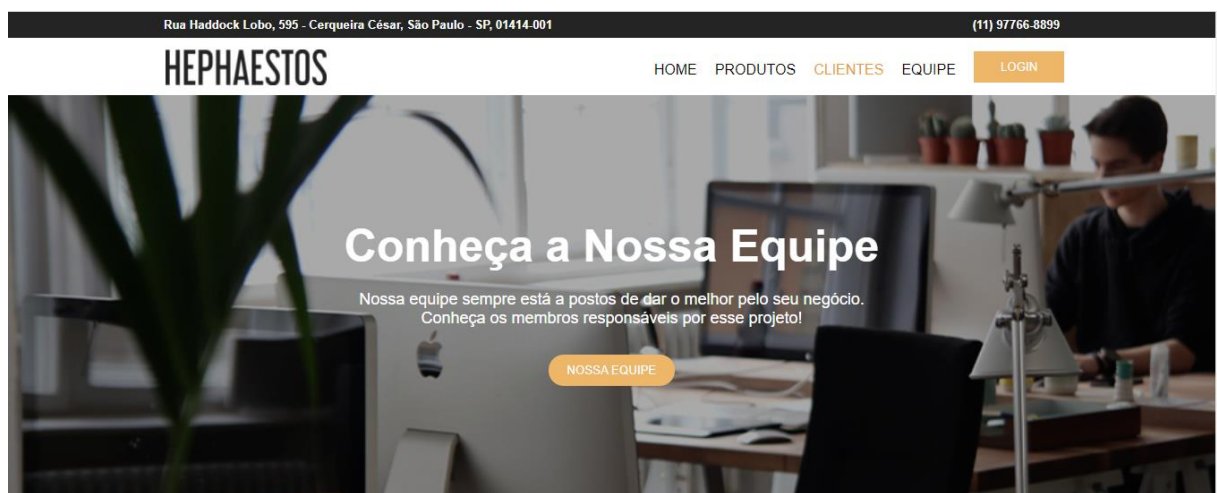 Rua Haddock Lobo, 595 - Cerqueira César, São Paulo - SP, 01414-001
(11) 97766-8899
HEPHAESTOS
HOME PRODUTOS CLIENTES EQUIPE LOGIN
Conheça a Nossa Equipe
Nossa equipe sempre está a postos de dar o melhor pelo seu negócio.
Conheça os membros responsáveis por esse projeto!
NOSSA EQUIPE